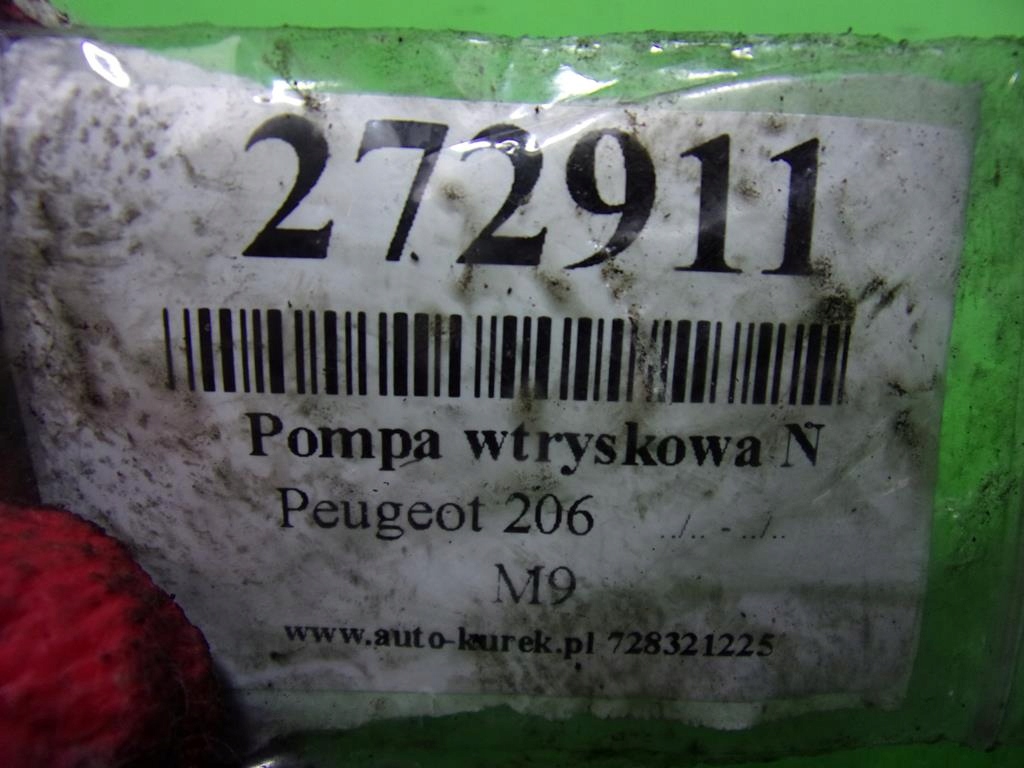 272911
Pompa wtryskowa N
Peugeot 206 ../.. - ../..
M9
www.auto-kurek.pl 728321225